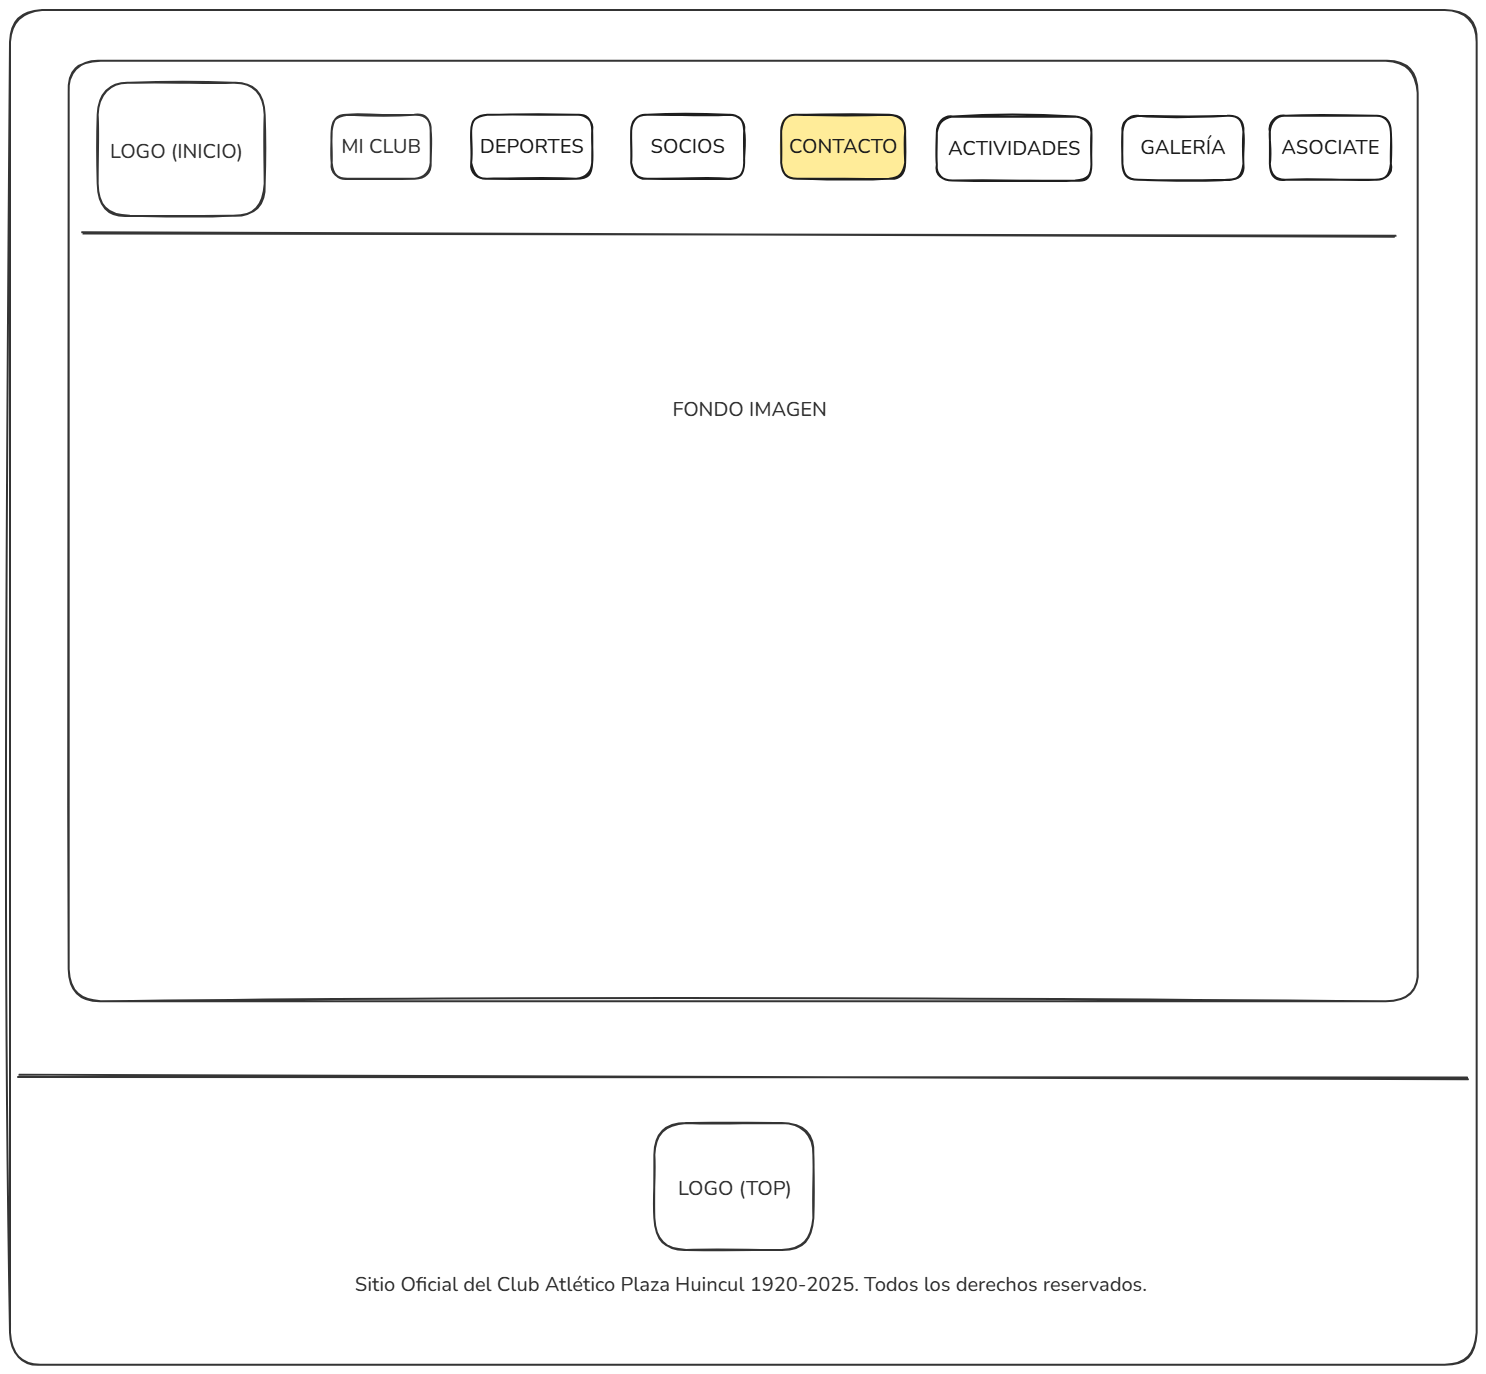 LOGO (INICIO)
MI CLUB
DEPORTES
SOCIOS
CONTACTO
ACTIVIDADES
GALERÍA
ASOCIATE
FONDO IMAGEN
LOGO (TOP)
Sitio Oficial del Club Atlético Plaza Huincul 1920-2025. Todos los derechos reservados.